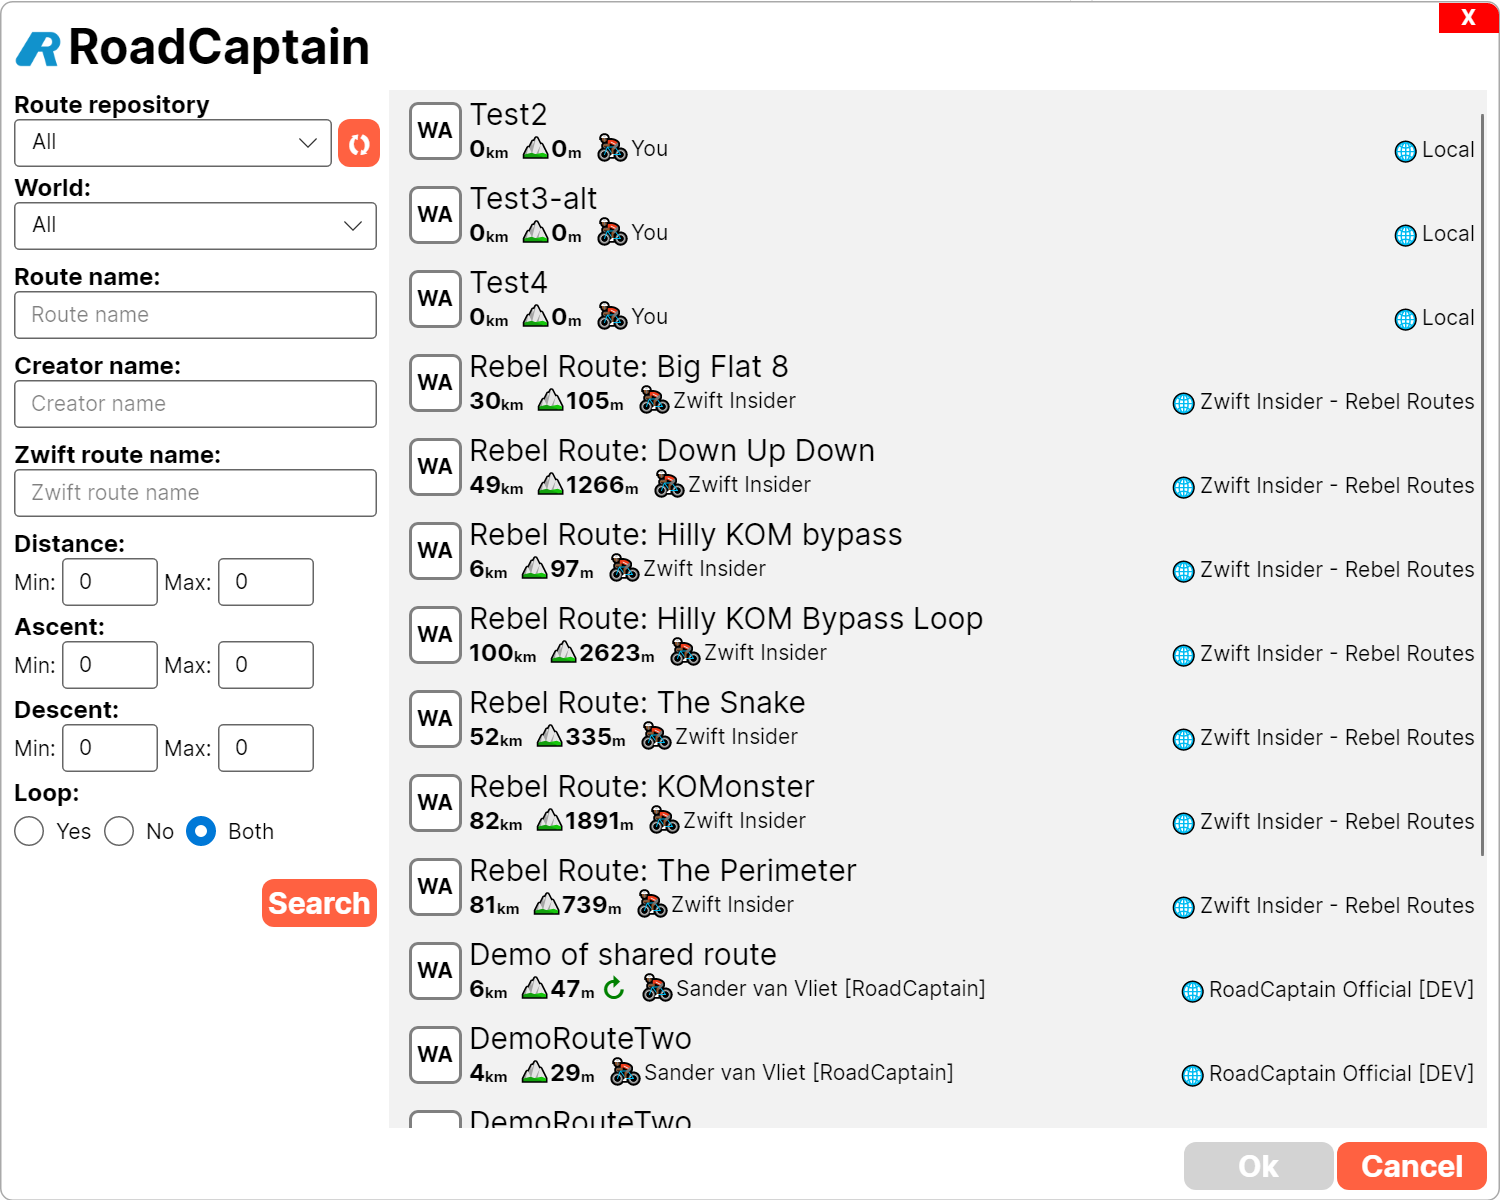 RoadCaptain
X
Route repository
All
World:
All
Route name:
Route name
Creator name:
Creator name
Zwift route name:
Zwift route name
Distance:
Min: 0 Max: 0
Ascent:
Min: 0 Max: 0
Descent:
Min: 0 Max: 0
Loop:
Yes No Both
Search
WA Test2
0km 0m You Local
WA Test3-alt
0km 0m You Local
WA Test4
0km 0m You Local
WA Rebel Route: Big Flat 8
30km 105m Zwift Insider Zwift Insider - Rebel Routes
WA Rebel Route: Down Up Down
49km 1266m Zwift Insider Zwift Insider - Rebel Routes
WA Rebel Route: Hilly KOM bypass
6km 97m Zwift Insider Zwift Insider - Rebel Routes
WA Rebel Route: Hilly KOM Bypass Loop
100km 2623m Zwift Insider Zwift Insider - Rebel Routes
WA Rebel Route: The Snake
52km 335m Zwift Insider Zwift Insider - Rebel Routes
WA Rebel Route: KOMonster
82km 1891m Zwift Insider Zwift Insider - Rebel Routes
WA Rebel Route: The Perimeter
81km 739m Zwift Insider Zwift Insider - Rebel Routes
WA Demo of shared route
6km 47m Sander van Vliet [RoadCaptain] RoadCaptain Official [DEV]
WA DemoRouteTwo
4km 29m Sander van Vliet [RoadCaptain] RoadCaptain Official [DEV]
DemoRouteTwo
Ok Cancel